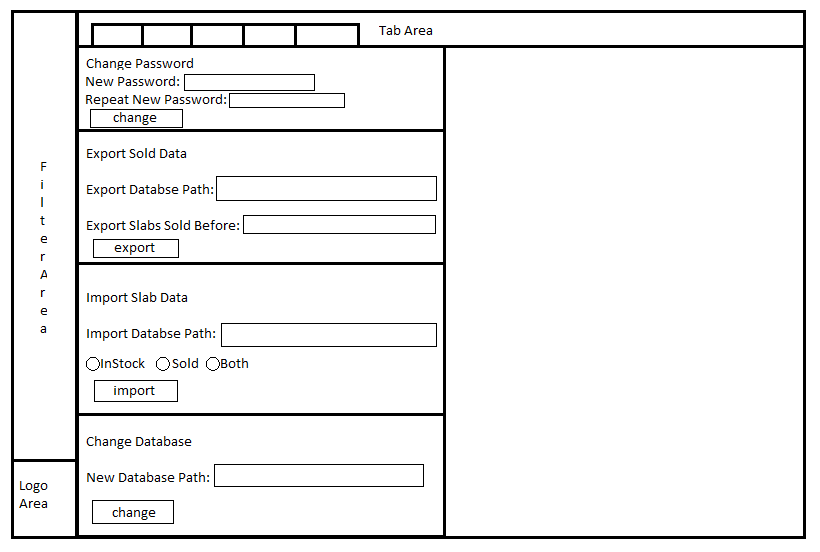 Tab Area
Change Password
New Password:
Repeat New Password:
change
Export Sold Data
Export Databse Path:
Export Slabs Sold Before:
export
Import Slab Data
Import Databse Path:
InStock Sold Both
import
Change Database
New Database Path:
change
F
i
l
t
e
r
A
r
e
a
Logo
Area